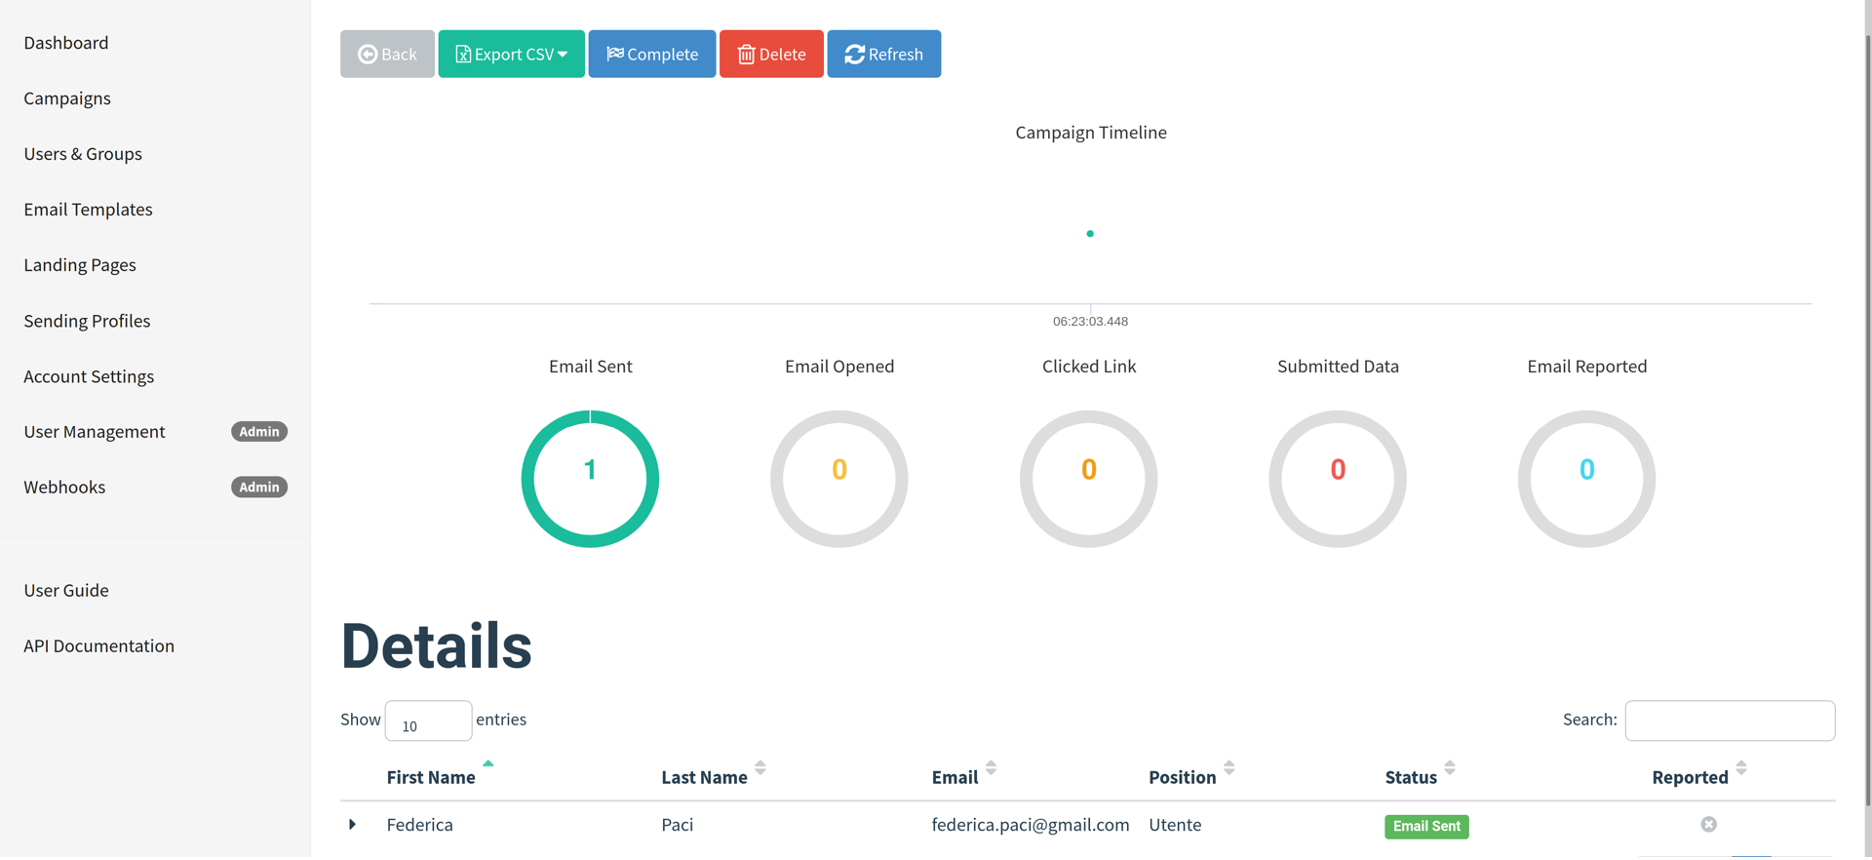 Dashboard
Campaigns
Users & Groups
Email Templates
Landing Pages
Sending Profiles
Account Settings
User Management Admin
Webhooks Admin
User Guide
API Documentation
Back Export CSV Complete Delete Refresh
Campaign Timeline
06:23:03.448
Email Sent Email Opened Clicked Link Submitted Data Email Reported
1 0 0 0 0
Details
Show 10 entries Search:
First Name Last Name Email Position Status Reported
Federica Paci federica.paci@gmail.com Utente Email Sent